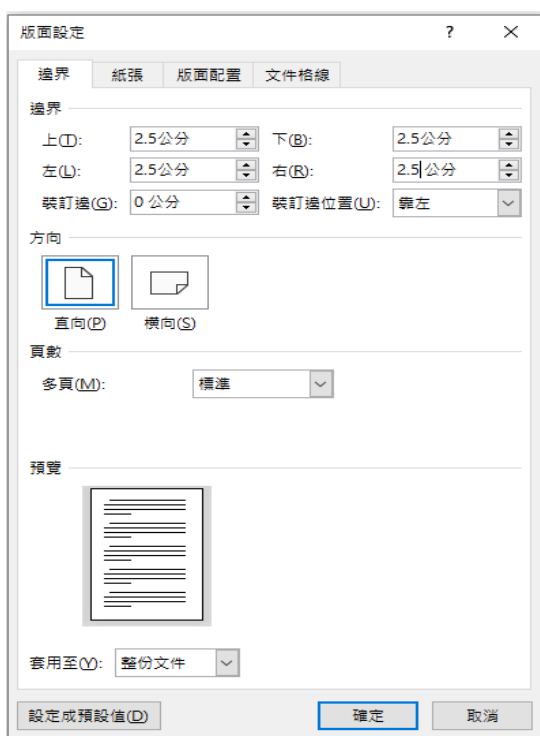 版面設定 ?
邊界 紙張 版面配置 文件格線
邊界
上(T): 2.5公分 下(B): 2.5公分
左(L): 2.5公分 右(R): 2.5公分
裝訂邊(G): 0 公分 裝訂邊位置(U): 靠左
方向
直向(P) 橫向(S)
頁數
多頁(M): 標準
預覽
套用至(Y): 整份文件
設定成預設值(D) 確定 取消